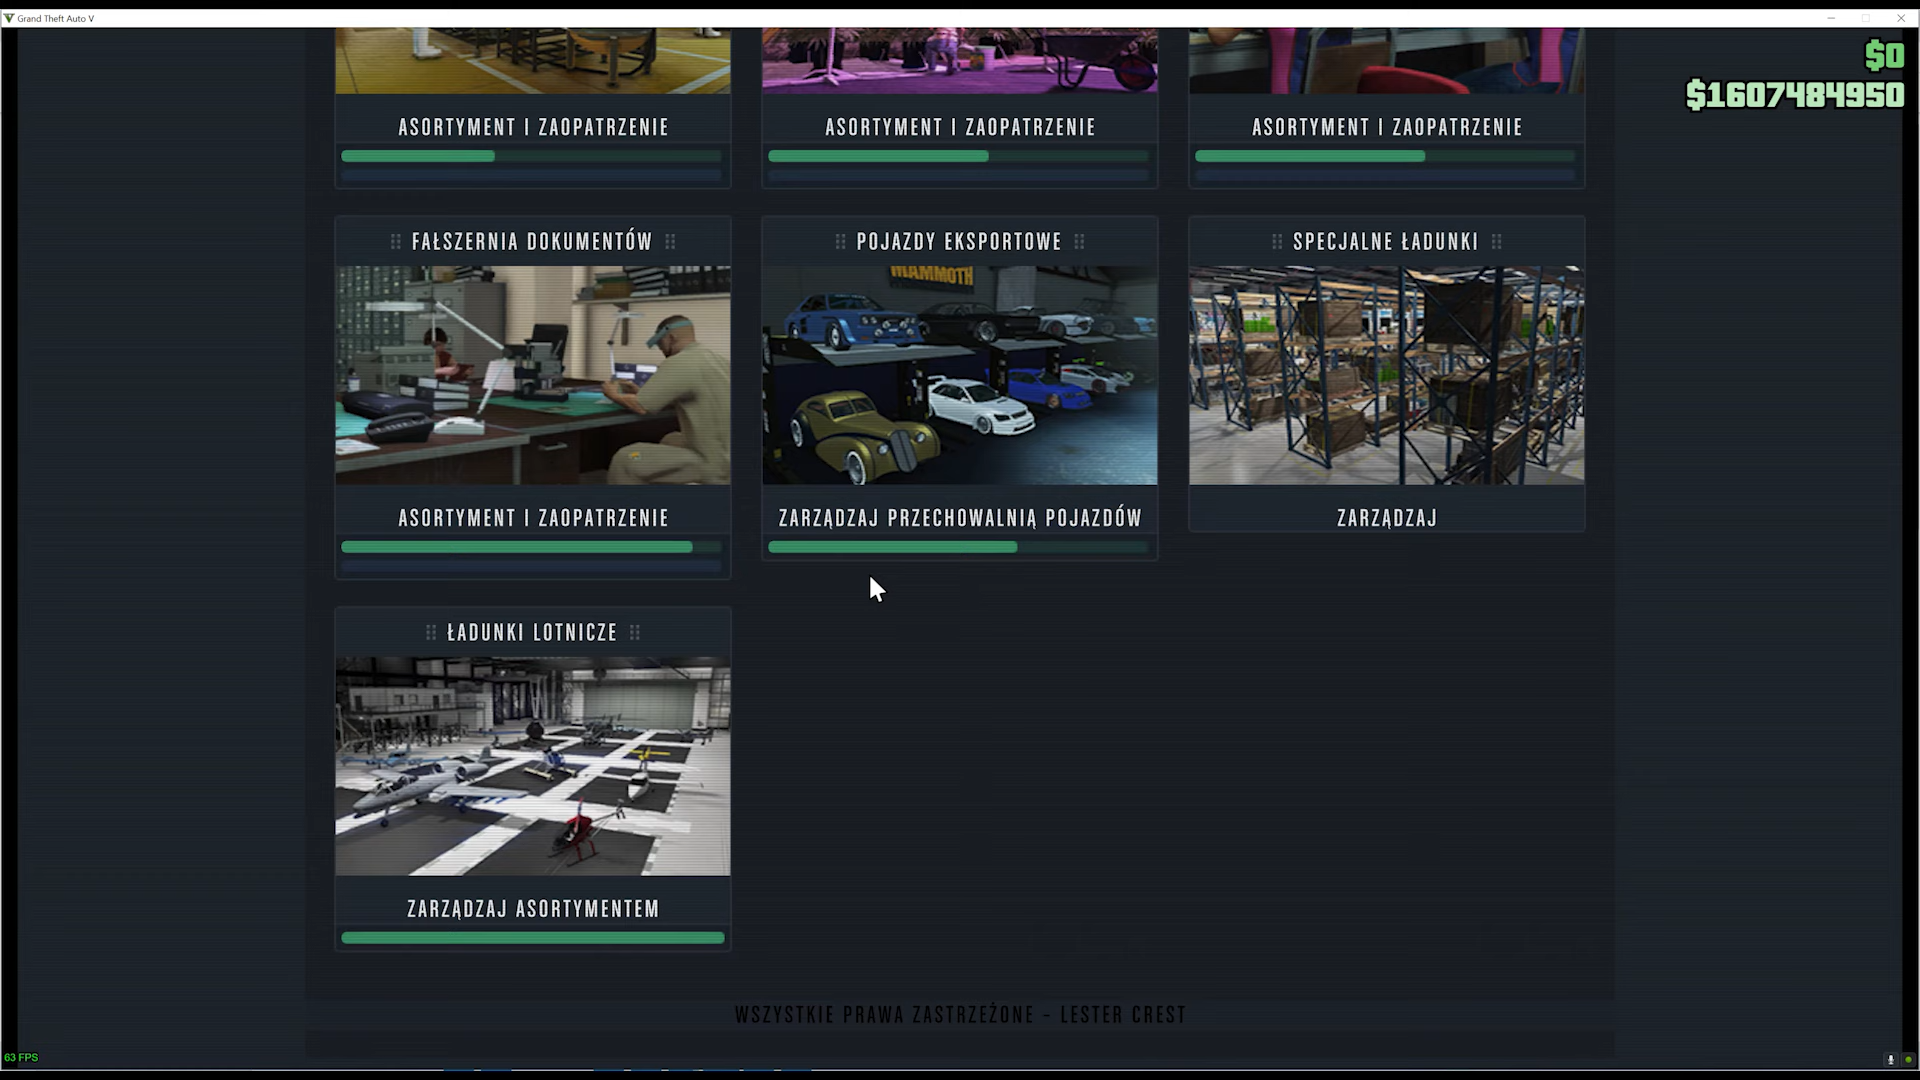 Grand Theft Auto V
$0
$1607484950
ASORTYMENT I ZAOPATRZENIE
ASORTYMENT I ZAOPATRZENIE
ASORTYMENT I ZAOPATRZENIE
FAŁSZERNIA DOKUMENTÓW
POJAZDY EKSPORTOWE
SPECJALNE ŁADUNKI
MAMMOTH
ASORTYMENT I ZAOPATRZENIE
ZARZĄDZAJ PRZECHOWALNIĄ POJAZDÓW
ZARZĄDZAJ
ŁADUNKI LOTNICZE
ZARZĄDZAJ ASORTYMENTEM
WSZYSTKIE PRAWA ZASTRZEŻONE - LESTER CREST
63 FPS